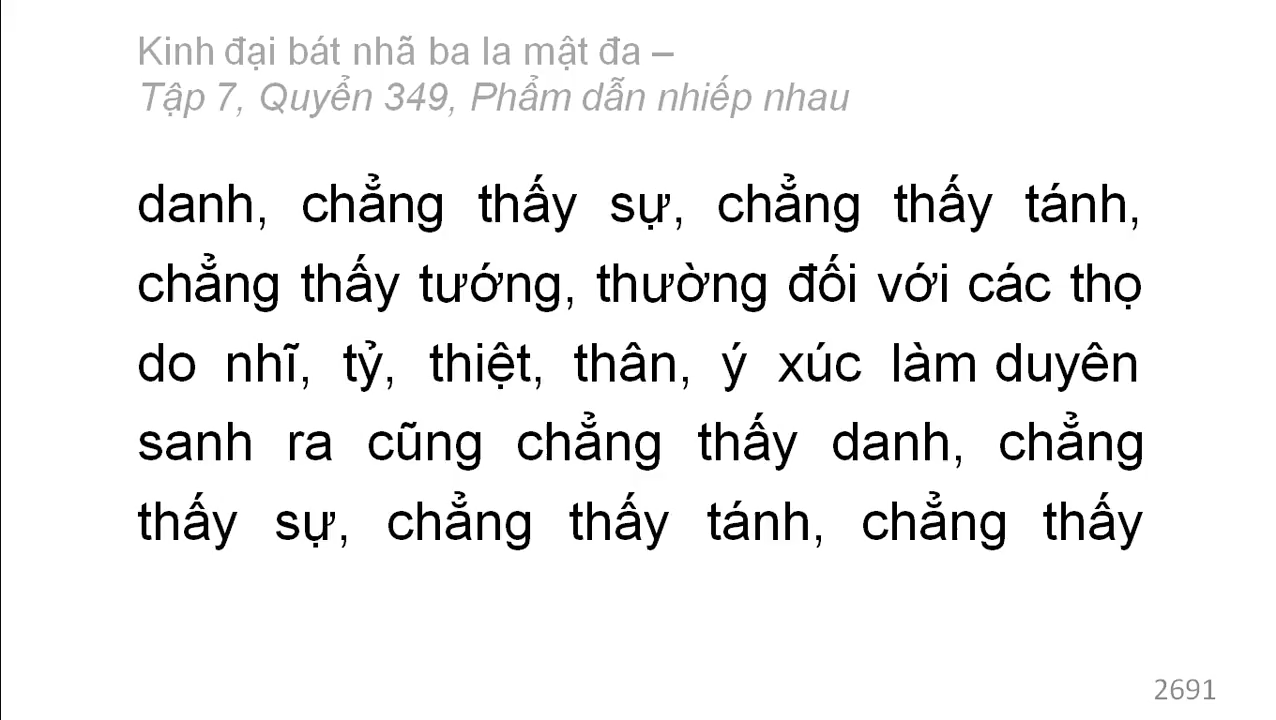 Kinh đại bát nhã ba la mật đa –
Tập 7, Quyển 349, Phẩm dẫn nhiếp nhau
danh, chẳng thấy sự, chẳng thấy tánh,
chẳng thấy tướng, thường đối với các thọ
do nhĩ, tỷ, thiệt, thân, ý xúc làm duyên
sanh ra cũng chẳng thấy danh, chẳng
thấy sự, chẳng thấy tánh, chẳng thấy
2691